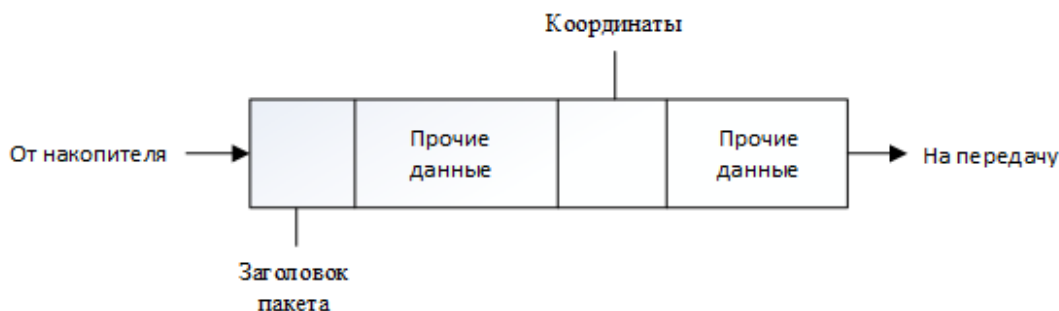 Координаты
От накопителя
Прочие
данные
Прочие
данные
На передачу
Заголовок
пакета